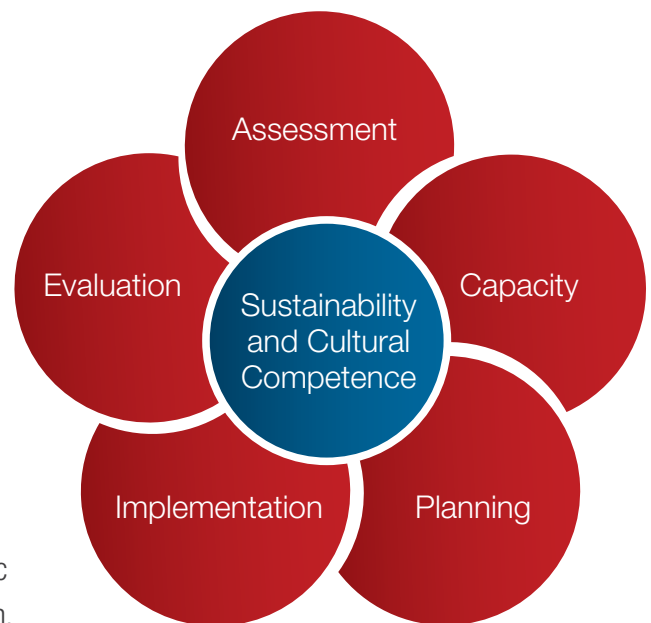 Assessment
Evaluation
Capacity
Sustainability
and Cultural
Competence
Implementation
Planning